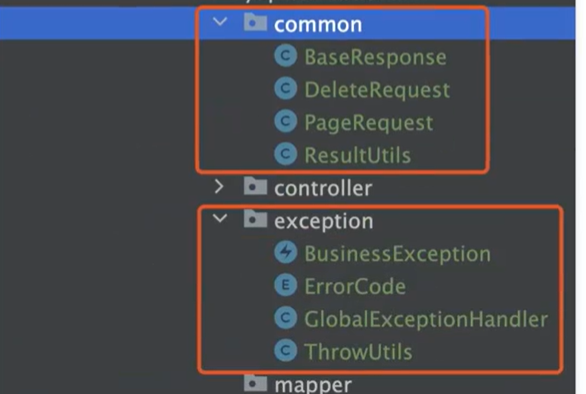 common
BaseResponse
DeleteRequest
PageRequest
ResultUtils
controller
exception
BusinessException
ErrorCode
GlobalExceptionHandler
ThrowUtils
mapper